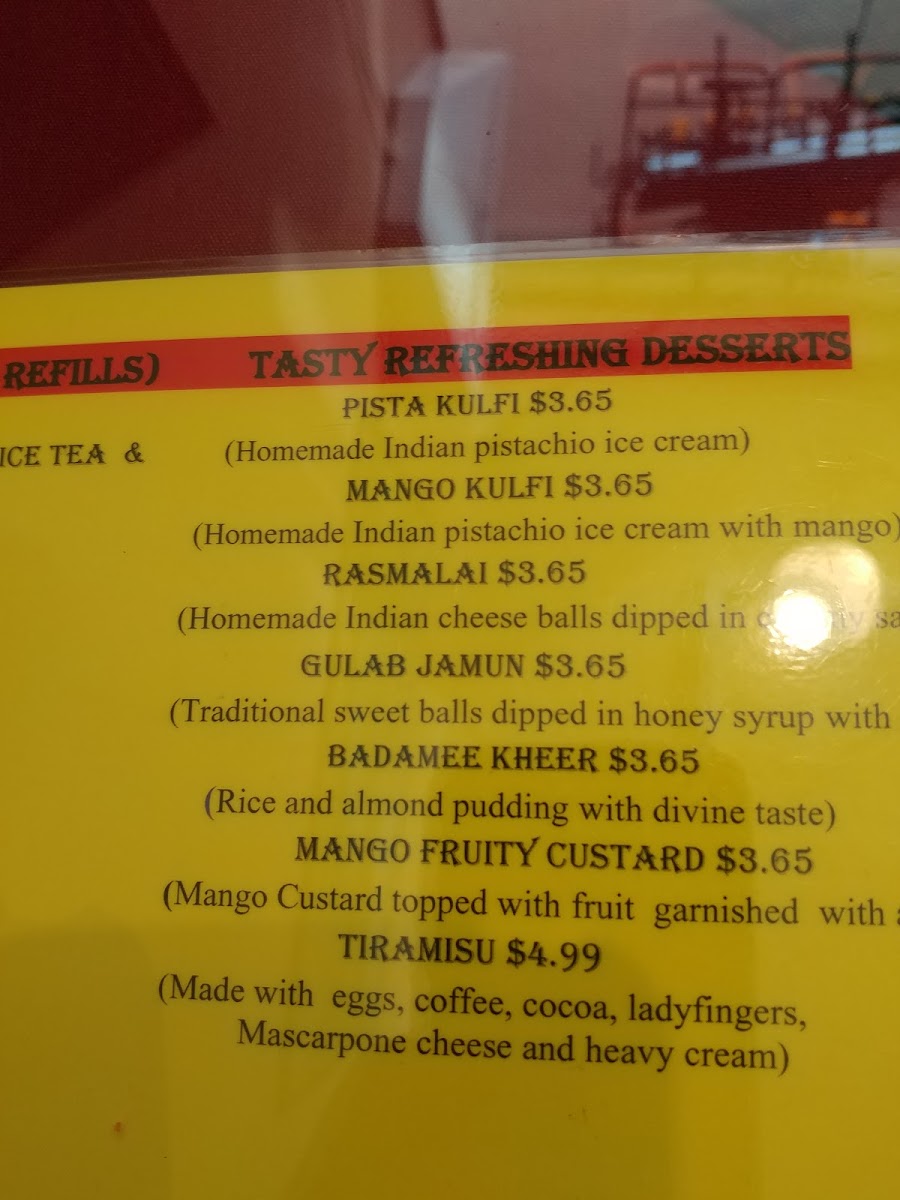 REFILLS) TASTY REFRESHING DESSERTS
PISTA KULFI $3.65
ICE TEA & (Homemade Indian pistachio ice cream)
MANGO KULFI $3.65
(Homemade Indian pistachio ice cream with mango)
RASMALAI $3.65
(Homemade Indian cheese balls dipped in
GULAB JAMUN $3.65
(Traditional sweet balls dipped in honey syrup with
BADAMEE KHEER $3.65
(Rice and almond pudding with divine taste)
MANGO FRUITY CUSTARD $3.65
(Mango Custard topped with fruit garnished with
TIRAMISU $4.99
(Made with eggs, coffee, cocoa, ladyfingers,
Mascarpone cheese and heavy cream)